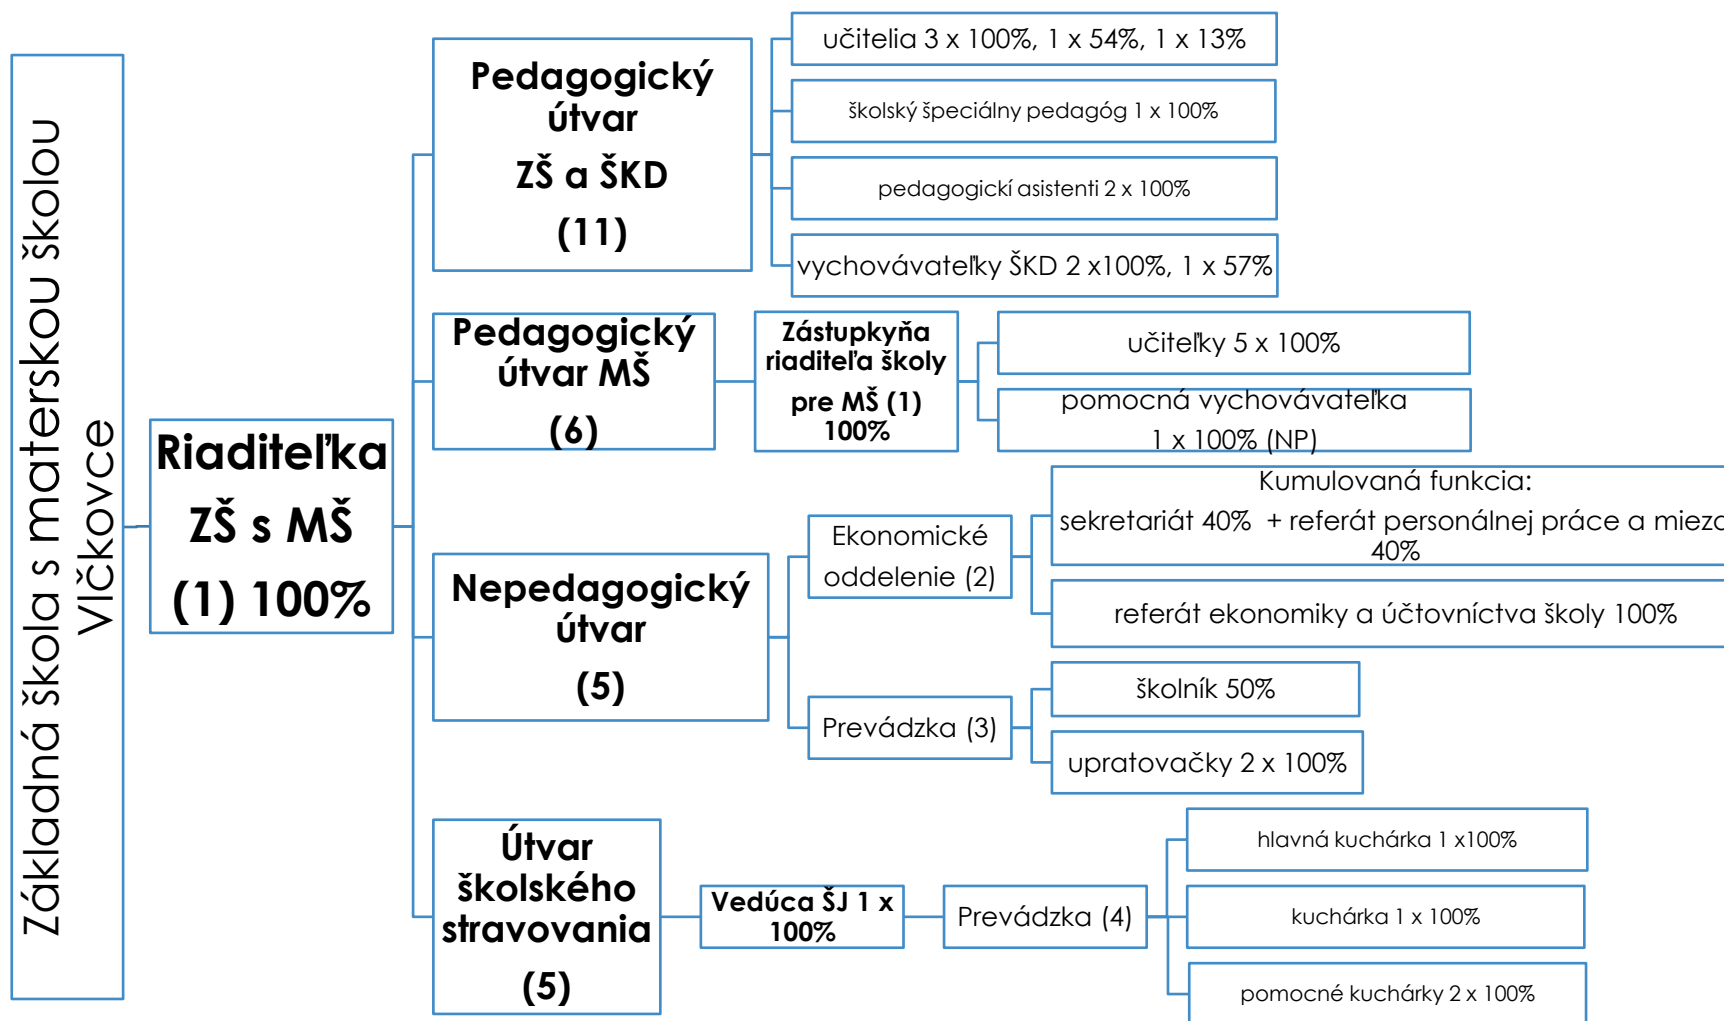 Základná škola s materskou školou
Vlčkovce
Riaditeľka
ZŠ s MŠ
(1) 100%
Pedagogický
útvar
ZŠ a ŠKD
(11)
učitelia 3 x 100%, 1 x 54%, 1 x 13%
školský špeciálny pedagóg 1 x 100%
pedagogickí asistenti 2 x 100%
vychovávateľky ŠKD 2 x100%, 1 x 57%
Pedagogický
útvar MŠ
(6)
Zástupkyňa
riaditeľa školy
pre MŠ (1)
100%
učiteľky 5 x 100%
pomocná vychovávateľka
1 x 100% (NP)
Nepedagogický
útvar
(5)
Ekonomické
oddelenie (2)
Kumulovaná funkcia:
sekretariát 40%  + referát personálnej práce a miezd
40%
referát ekonomiky a účtovníctva školy 100%
Prevádzka (3)
školník 50%
upratovačky 2 x 100%
Útvar
školského
stravovania
(5)
Vedúca ŠJ 1 x
100%
Prevádzka (4)
hlavná kuchárka 1 x100%
kuchárka 1 x 100%
pomocné kuchárky 2 x 100%